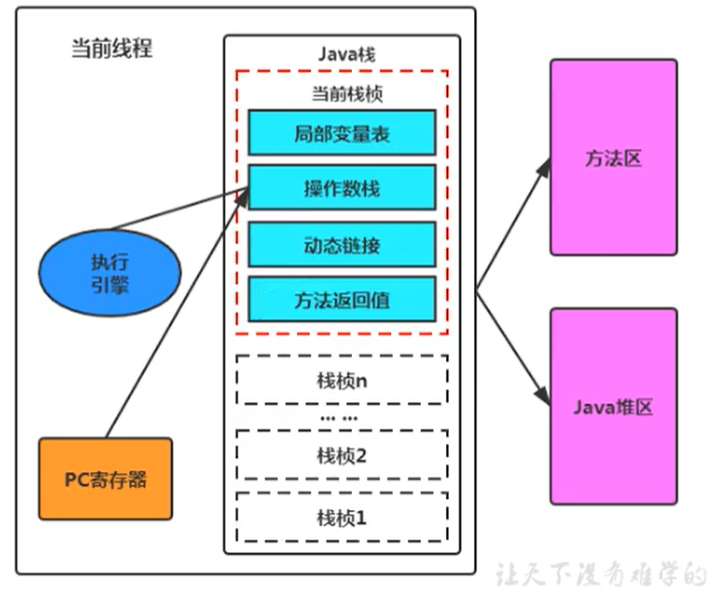 当前线程
Java栈
当前栈桢
局部变量表
操作数栈
动态链接
方法返回值
执行
引擎
PC寄存器
栈桢n
... ...
栈桢2
栈桢1
方法区
Java堆区
让天下没有难学的